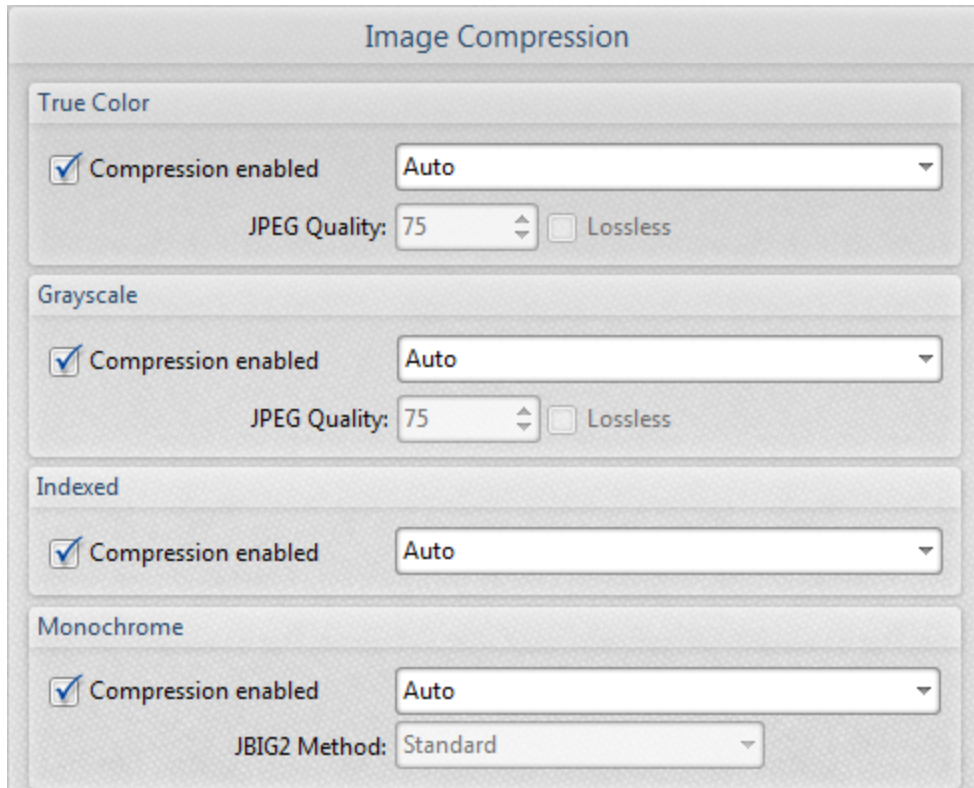 Image Compression
True Color
Compression enabled Auto
JPEG Quality: 75 Lossless
Grayscale
Compression enabled Auto
JPEG Quality: 75 Lossless
Indexed
Compression enabled Auto
Monochrome
Compression enabled Auto
JBIG2 Method: Standard